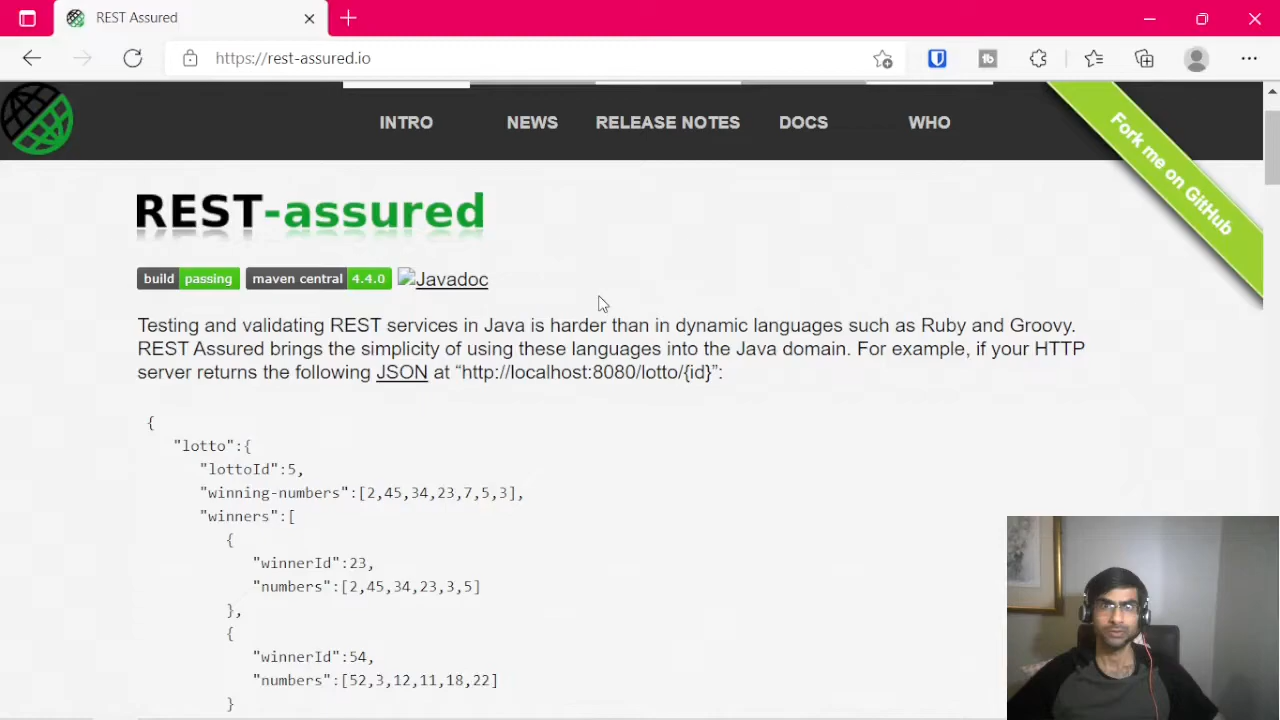 REST Assured
https://rest-assured.io
INTRO NEWS RELEASE NOTES DOCS WHO
Fork me on GitHub
REST-assured
build passing maven central 4.4.0 Javadoc
Testing and validating REST services in Java is harder than in dynamic languages such as Ruby and Groovy.
REST Assured brings the simplicity of using these languages into the Java domain. For example, if your HTTP
server returns the following JSON at “http://localhost:8080/lotto/{id}”:
{
"lotto":{
"lottoId":5,
"winning-numbers":[2,45,34,23,7,5,3],
"winners":[
{
"winnerId":23,
"numbers":[2,45,34,23,3,5]
},
{
"winnerId":54,
"numbers":[52,3,12,11,18,22]
}